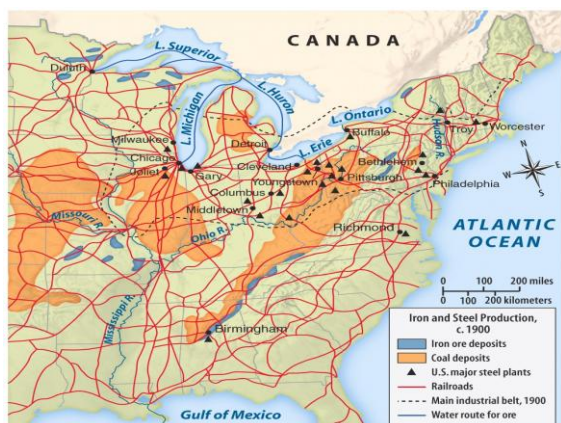 CANADA
L. Superior
Duluth
L. Huron
L. Michigan
L. Ontario
Milwaukee
Detroit
Buffalo
Hudson R.
Troy
Worcester
Chicago
L. Erie
Joliet
Gary
Cleveland
Bethlehem
Youngstown
Pittsburgh
Columbus
Philadelphia
Middletown
Missouri R.
Ohio R.
Richmond
ATLANTIC
OCEAN
N
W
E
S
Mississippi R.
Birmingham
Gulf of Mexico
0 100 200 miles
0 100 200 kilometers
Iron and Steel Production,
c. 1900
Iron ore deposits
Coal deposits
U.S. major steel plants
Railroads
Main industrial belt, 1900
Water route for ore